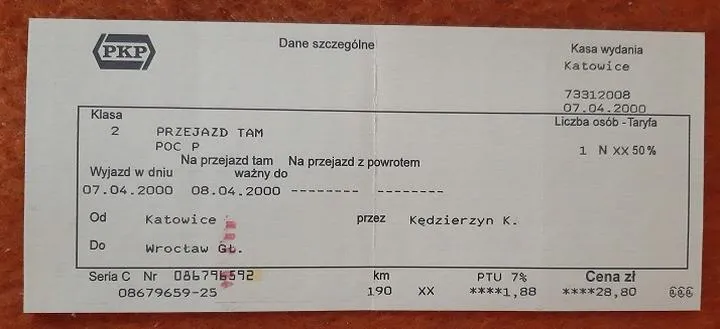 PKP
Dane szczególne
Kasa wydania
Katowice
73312008
07.04.2000
Klasa
Liczba osób - Taryfa
2 PRZEJAZD TAM
POC P
1 N XX 50%
Na przejazd tam Na przejazd z powrotem
Wyjazd w dniu ważny do
07.04.2000 08.04.2000 -------- --------
Od Katowice przez Kędzierzyn K.
Do Wrocław Gł.
Seria C Nr 086796592 km PTU 7% Cena zł
08679659-25 190 XX ****1,88 ****28,80